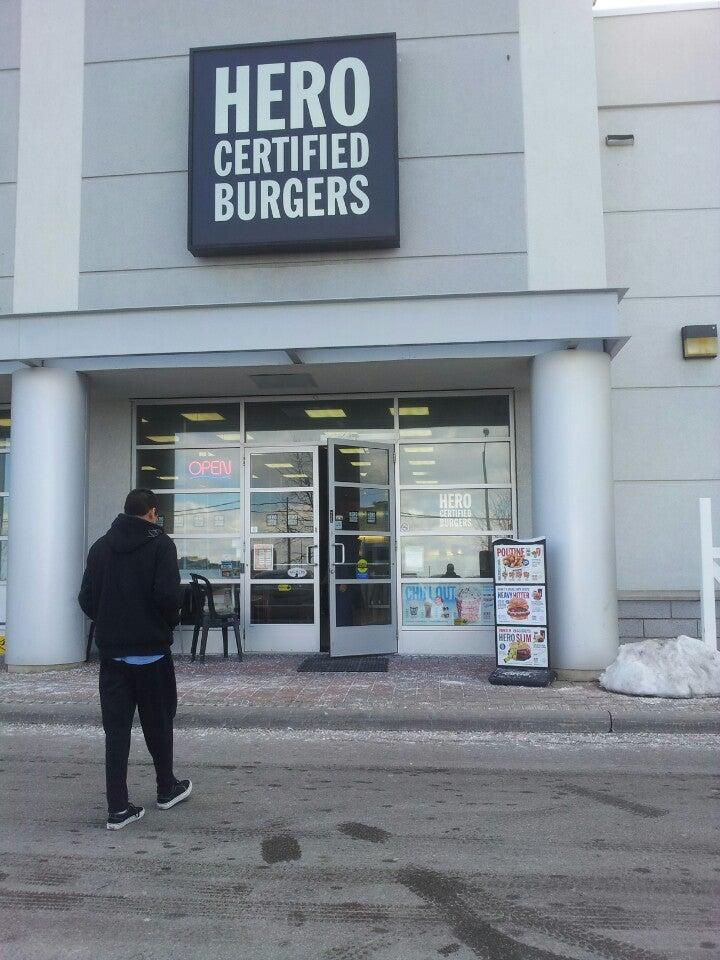 HERO
CERTIFIED
BURGERS
OPEN
HERO
CERTIFIED
BURGERS
CHILL OUT
POUTINE
HEAVY HITTER
HERO SLIM